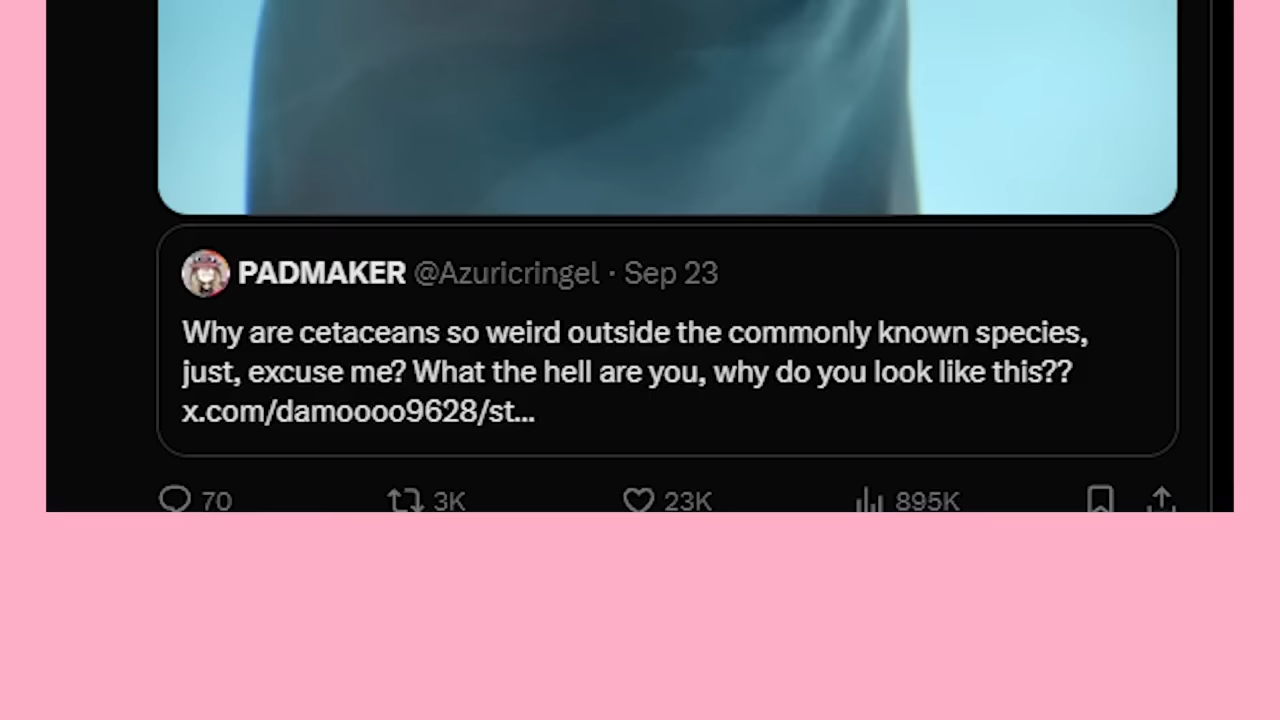 PADMAKER @Azuricringel · Sep 23
Why are cetaceans so weird outside the commonly known species,
just, excuse me? What the hell are you, why do you look like this??
x.com/damoooo9628/st...
70 3K 23K 895K